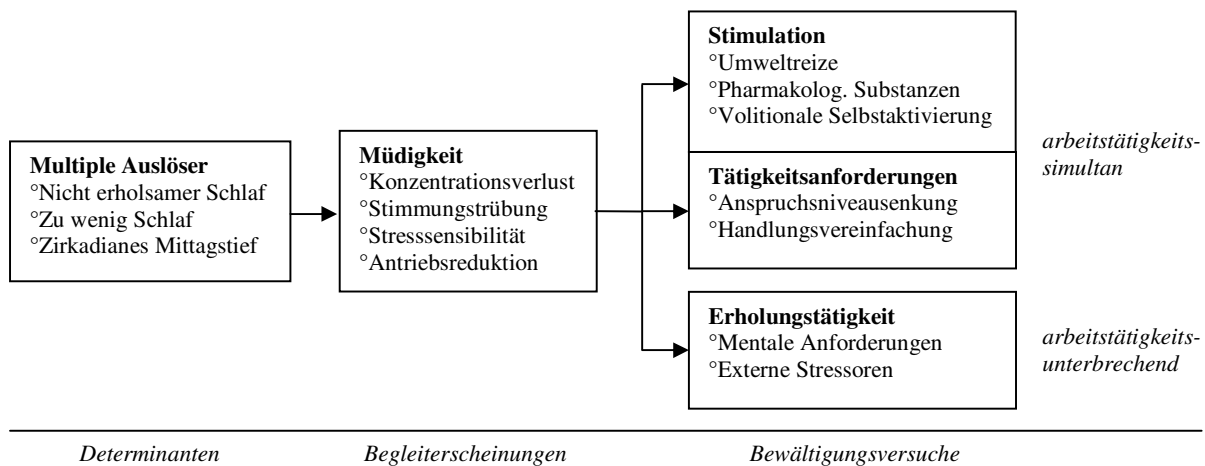 Multiple Auslöser
°Nicht erholsamer Schlaf
°Zu wenig Schlaf
°Zirkadianes Mittagstief
Müdigkeit
°Konzentrationsverlust
°Stimmungstrübung
°Stresssensibilität
°Antriebsreduktion
Stimulation
°Umweltreize
°Pharmakolog. Substanzen
°Volitionale Selbstaktivierung
Tätigkeitsanforderungen
°Anspruchsniveausenkung
°Handlungsvereinfachung
arbeitstätigkeits-
simultan
Erholungstätigkeit
°Mentale Anforderungen
°Externe Stressoren
arbeitstätigkeits-
unterbrechend
Determinanten
Begleiterscheinungen
Bewältigungsversuche